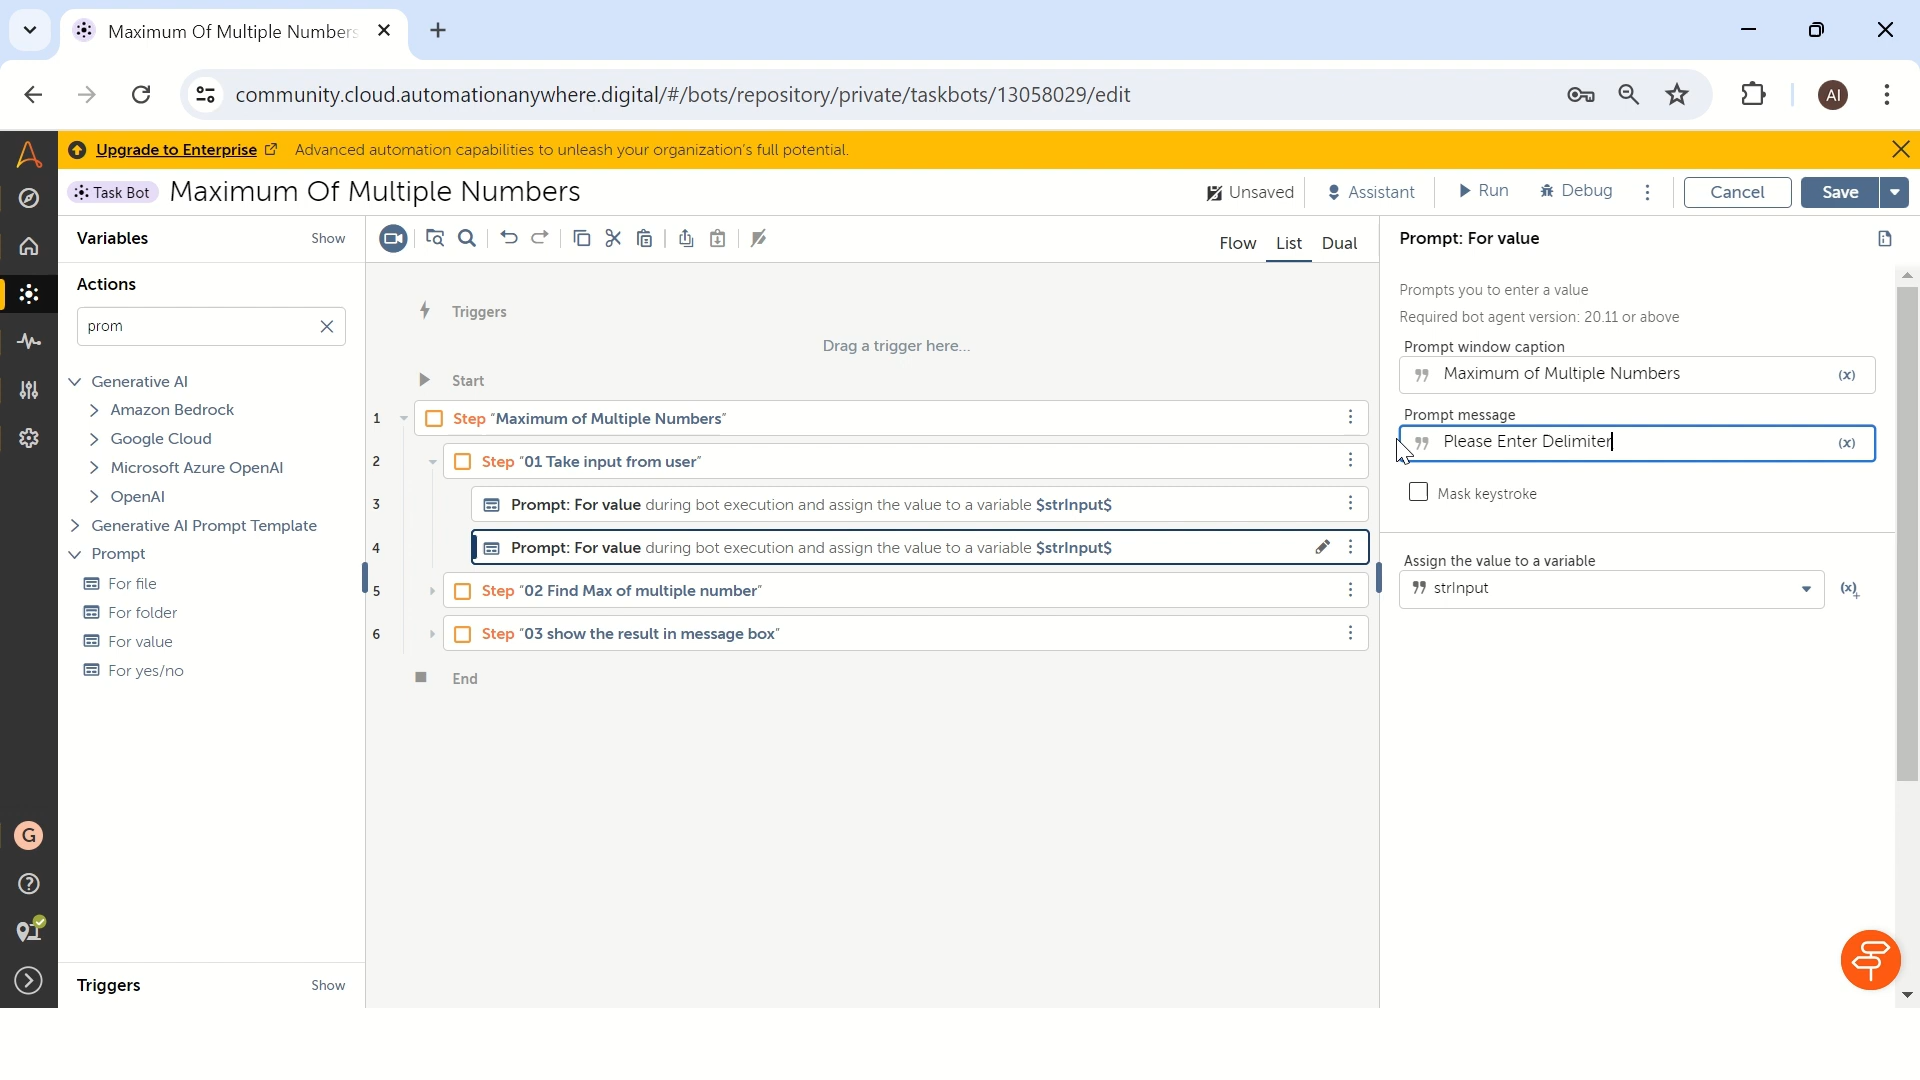 Maximum Of Multiple Numbers
community.cloud.automationanywhere.digital/#/bots/repository/private/taskbots/13058029/edit
AI
Upgrade to Enterprise Advanced automation capabilities to unleash your organization's full potential.
Task Bot Maximum Of Multiple Numbers
Unsaved Assistant Run Debug Cancel Save
Variables Show
Flow List Dual
Actions
prom
Generative AI
Amazon Bedrock
Google Cloud
Microsoft Azure OpenAI
OpenAI
Generative AI Prompt Template
Prompt
For file
For folder
For value
For yes/no
Triggers Show
G
Triggers
Drag a trigger here...
Start
1 Step "Maximum of Multiple Numbers"
2 Step "01 Take input from user"
3 Prompt: For value during bot execution and assign the value to a variable $strInput$
4 Prompt: For value during bot execution and assign the value to a variable $strInput$
5 Step "02 Find Max of multiple number"
6 Step "03 show the result in message box"
End
Prompt: For value
Prompts you to enter a value
Required bot agent version: 20.11 or above
Prompt window caption
Maximum of Multiple Numbers (x)
Prompt message
Please Enter Delimiter (x)
Mask keystroke
Assign the value to a variable
strInput (x)+